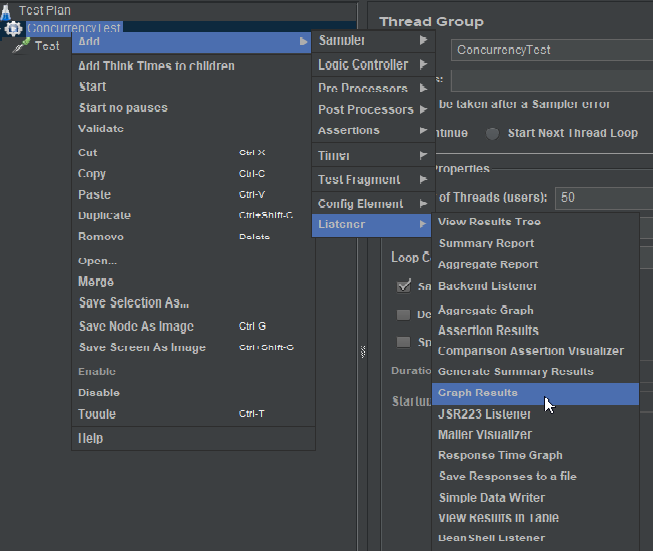 Test Plan
ConcurrencyTest
Test
Add
Add Think Times to children
Start
Start no pauses
Validate
Cut Ctrl-X
Copy Ctrl-C
Paste Ctrl-V
Duplicate Ctrl+Shift-C
Remove Delete
Open...
Merge
Save Selection As...
Save Node As Image Ctrl-G
Save Screen As Image Ctrl+Shift-G
Enable
Disable
Toggle Ctrl-T
Help
Sampler
Logic Controller
Pre Processors
Post Processors
Assertions
Timer
Test Fragment
Config Element
Listener
View Results Tree
Summary Report
Aggregate Report
Backend Listener
Aggregate Graph
Assertion Results
Comparison Assertion Visualizer
Generate Summary Results
Graph Results
JSR223 Listener
Mailer Visualizer
Response Time Graph
Save Responses to a file
Simple Data Writer
View Results in Table
BeanShell Listener
Thread Group
ConcurrencyTest
be taken after a Sampler error
Start Next Thread Loop
Properties
of Threads (users): 50
Loop
Duration
Startup